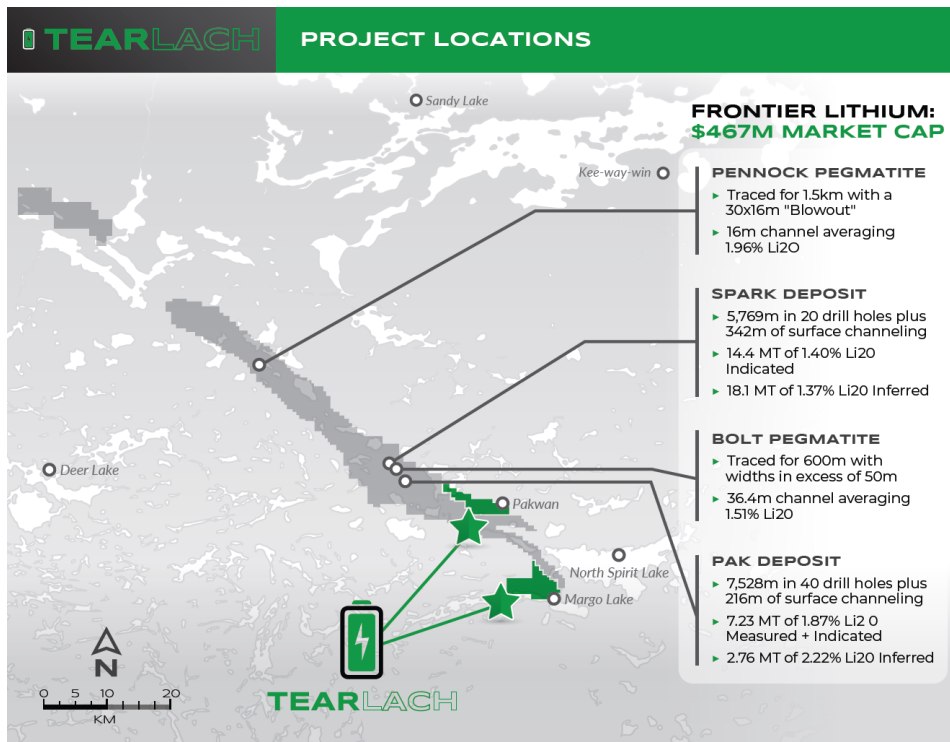 TEARLACH
PROJECT LOCATIONS
Sandy Lake
Kee-way-win
Deer Lake
Pakwan
North Spirit Lake
Margo Lake
FRONTIER LITHIUM:
$467M MARKET CAP
PENNOCK PEGMATITE
▸ Traced for 1.5km with a
30x16m "Blowout"
▸ 16m channel averaging
1.96% Li2O
SPARK DEPOSIT
▸ 5,769m in 20 drill holes plus
342m of surface channeling
▸ 14.4 MT of 1.40% Li20
Indicated
▸ 18.1 MT of 1.37% Li20 Inferred
BOLT PEGMATITE
▸ Traced for 600m with
widths in excess of 50m
▸ 36.4m channel averaging
1.51% Li20
PAK DEPOSIT
▸ 7,528m in 40 drill holes plus
216m of surface channeling
▸ 7.23 MT of 1.87% Li2 0
Measured + Indicated
▸ 2.76 MT of 2.22% Li20 Inferred
N
0 5 10 20
KM
TEARLACH